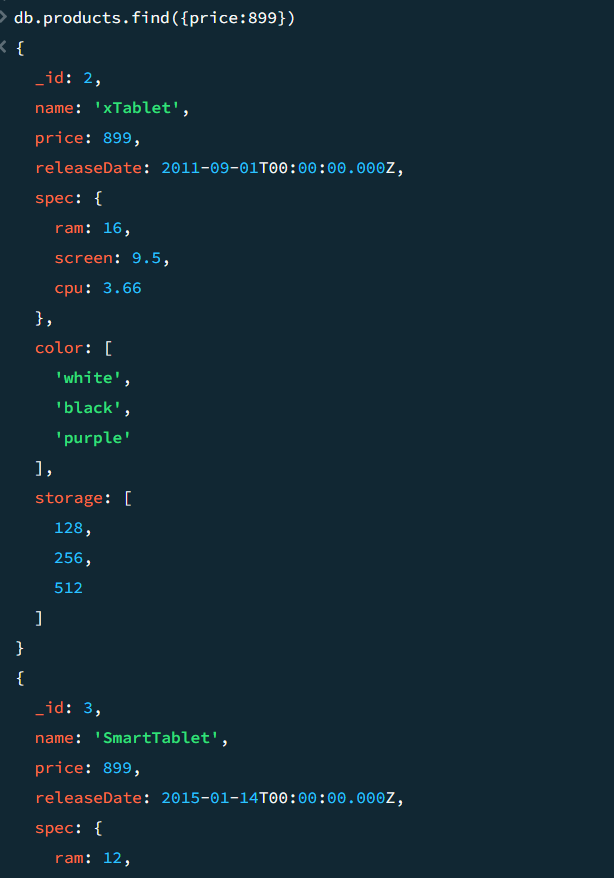 db.products.find({price:899})
{
_id: 2,
name: 'xTablet',
price: 899,
releaseDate: 2011-09-01T00:00:00.000Z,
spec: {
ram: 16,
screen: 9.5,
cpu: 3.66
},
color: [
'white',
'black',
'purple'
],
storage: [
128,
256,
512
]
}
{
_id: 3,
name: 'SmartTablet',
price: 899,
releaseDate: 2015-01-14T00:00:00.000Z,
spec: {
ram: 12,